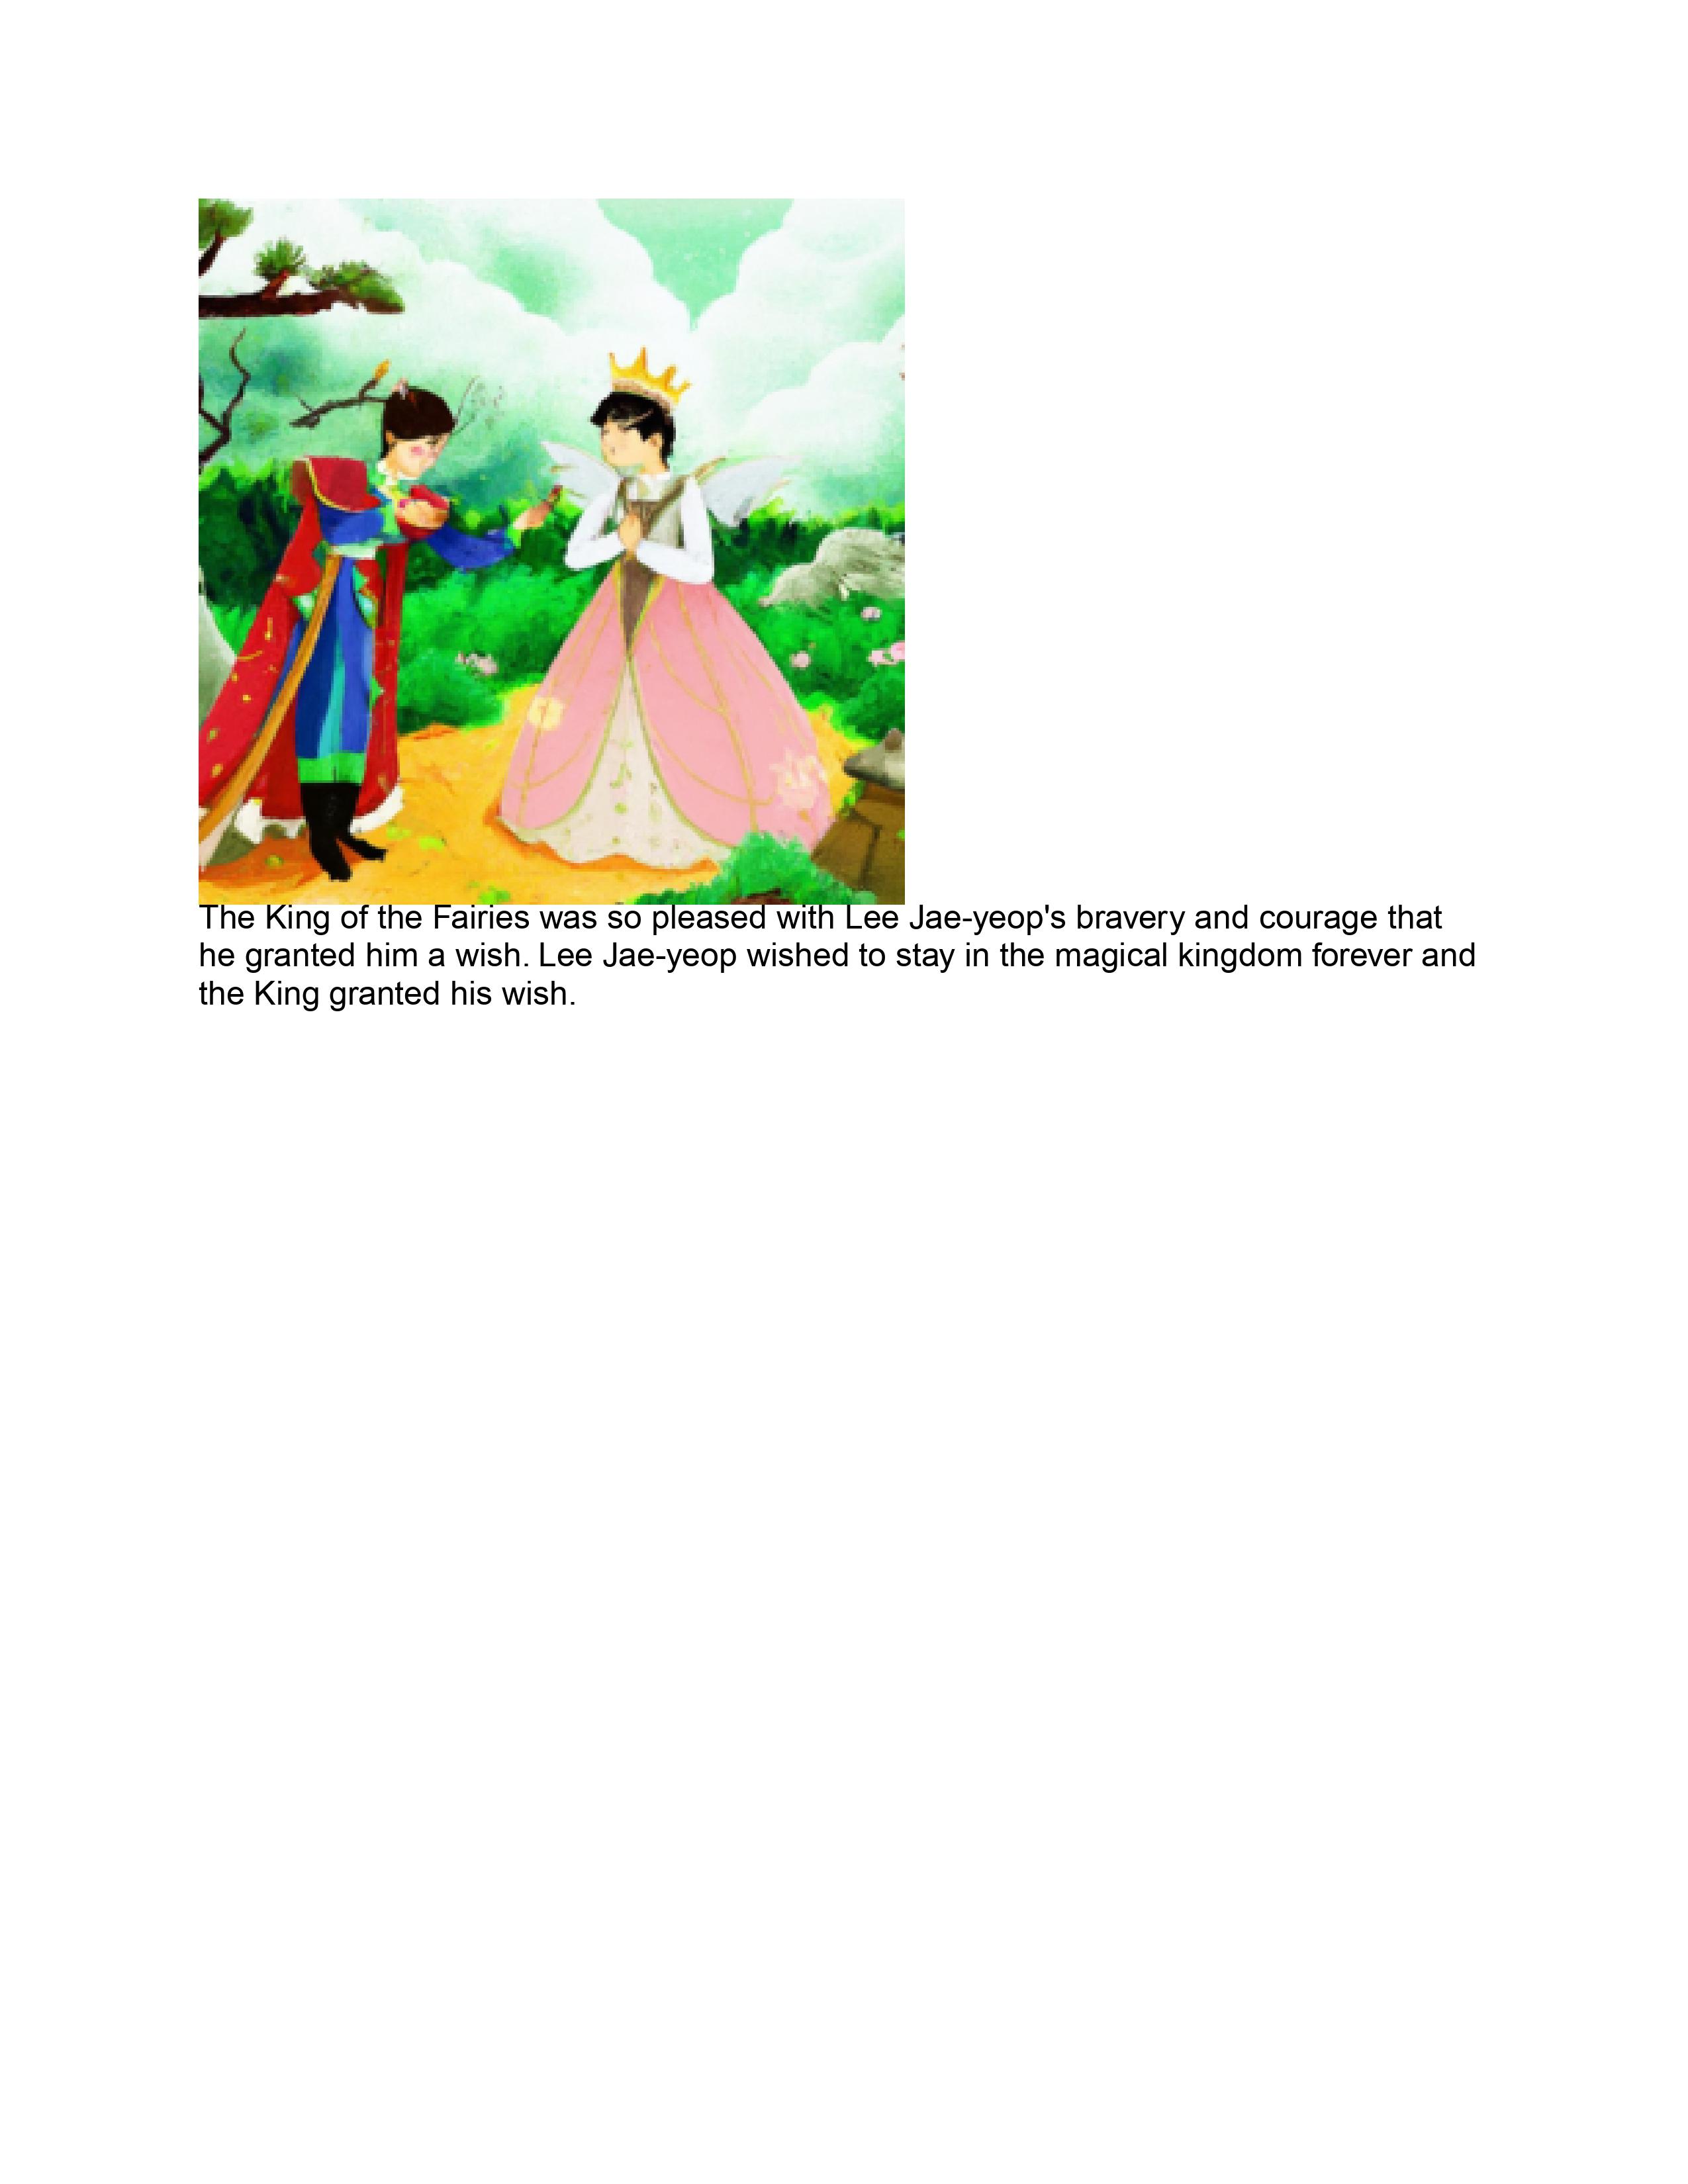 The King of the Fairies was so pleased with Lee Jae-yeop's bravery and courage that
he granted him a wish. Lee Jae-yeop wished to stay in the magical kingdom forever and
the King granted his wish.